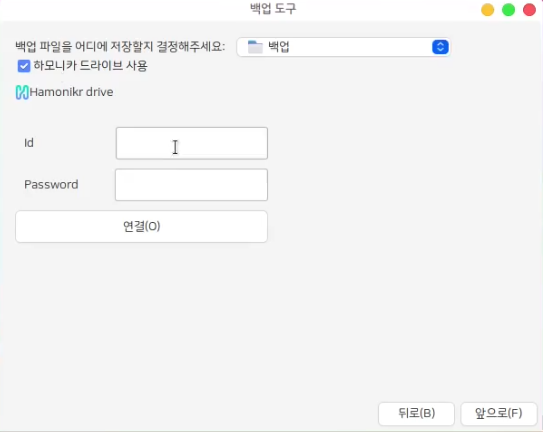 백업 도구
백업 파일을 어디에 저장할지 결정해주세요: 백업
하모니카 드라이브 사용
Hamonikr drive
Id
Password
연결(O)
뒤로(B) 앞으로(F)